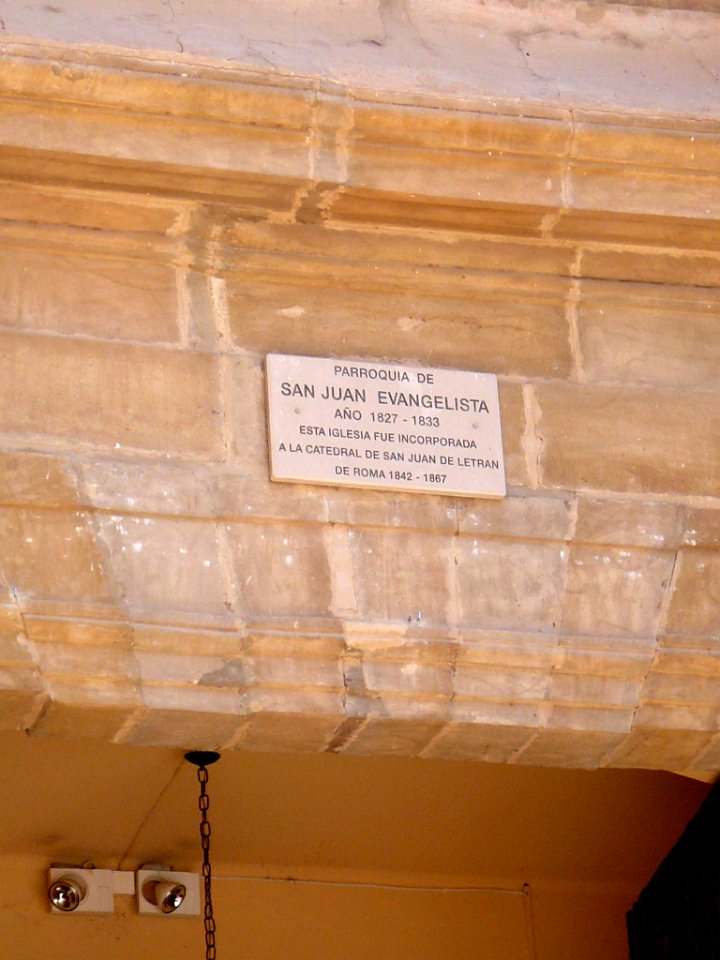 PARROQUIA DE
SAN JUAN EVANGELISTA
AÑO 1827 - 1833
ESTA IGLESIA FUE INCORPORADA
A LA CATEDRAL DE SAN JUAN DE LETRAN
DE ROMA 1842 - 1867